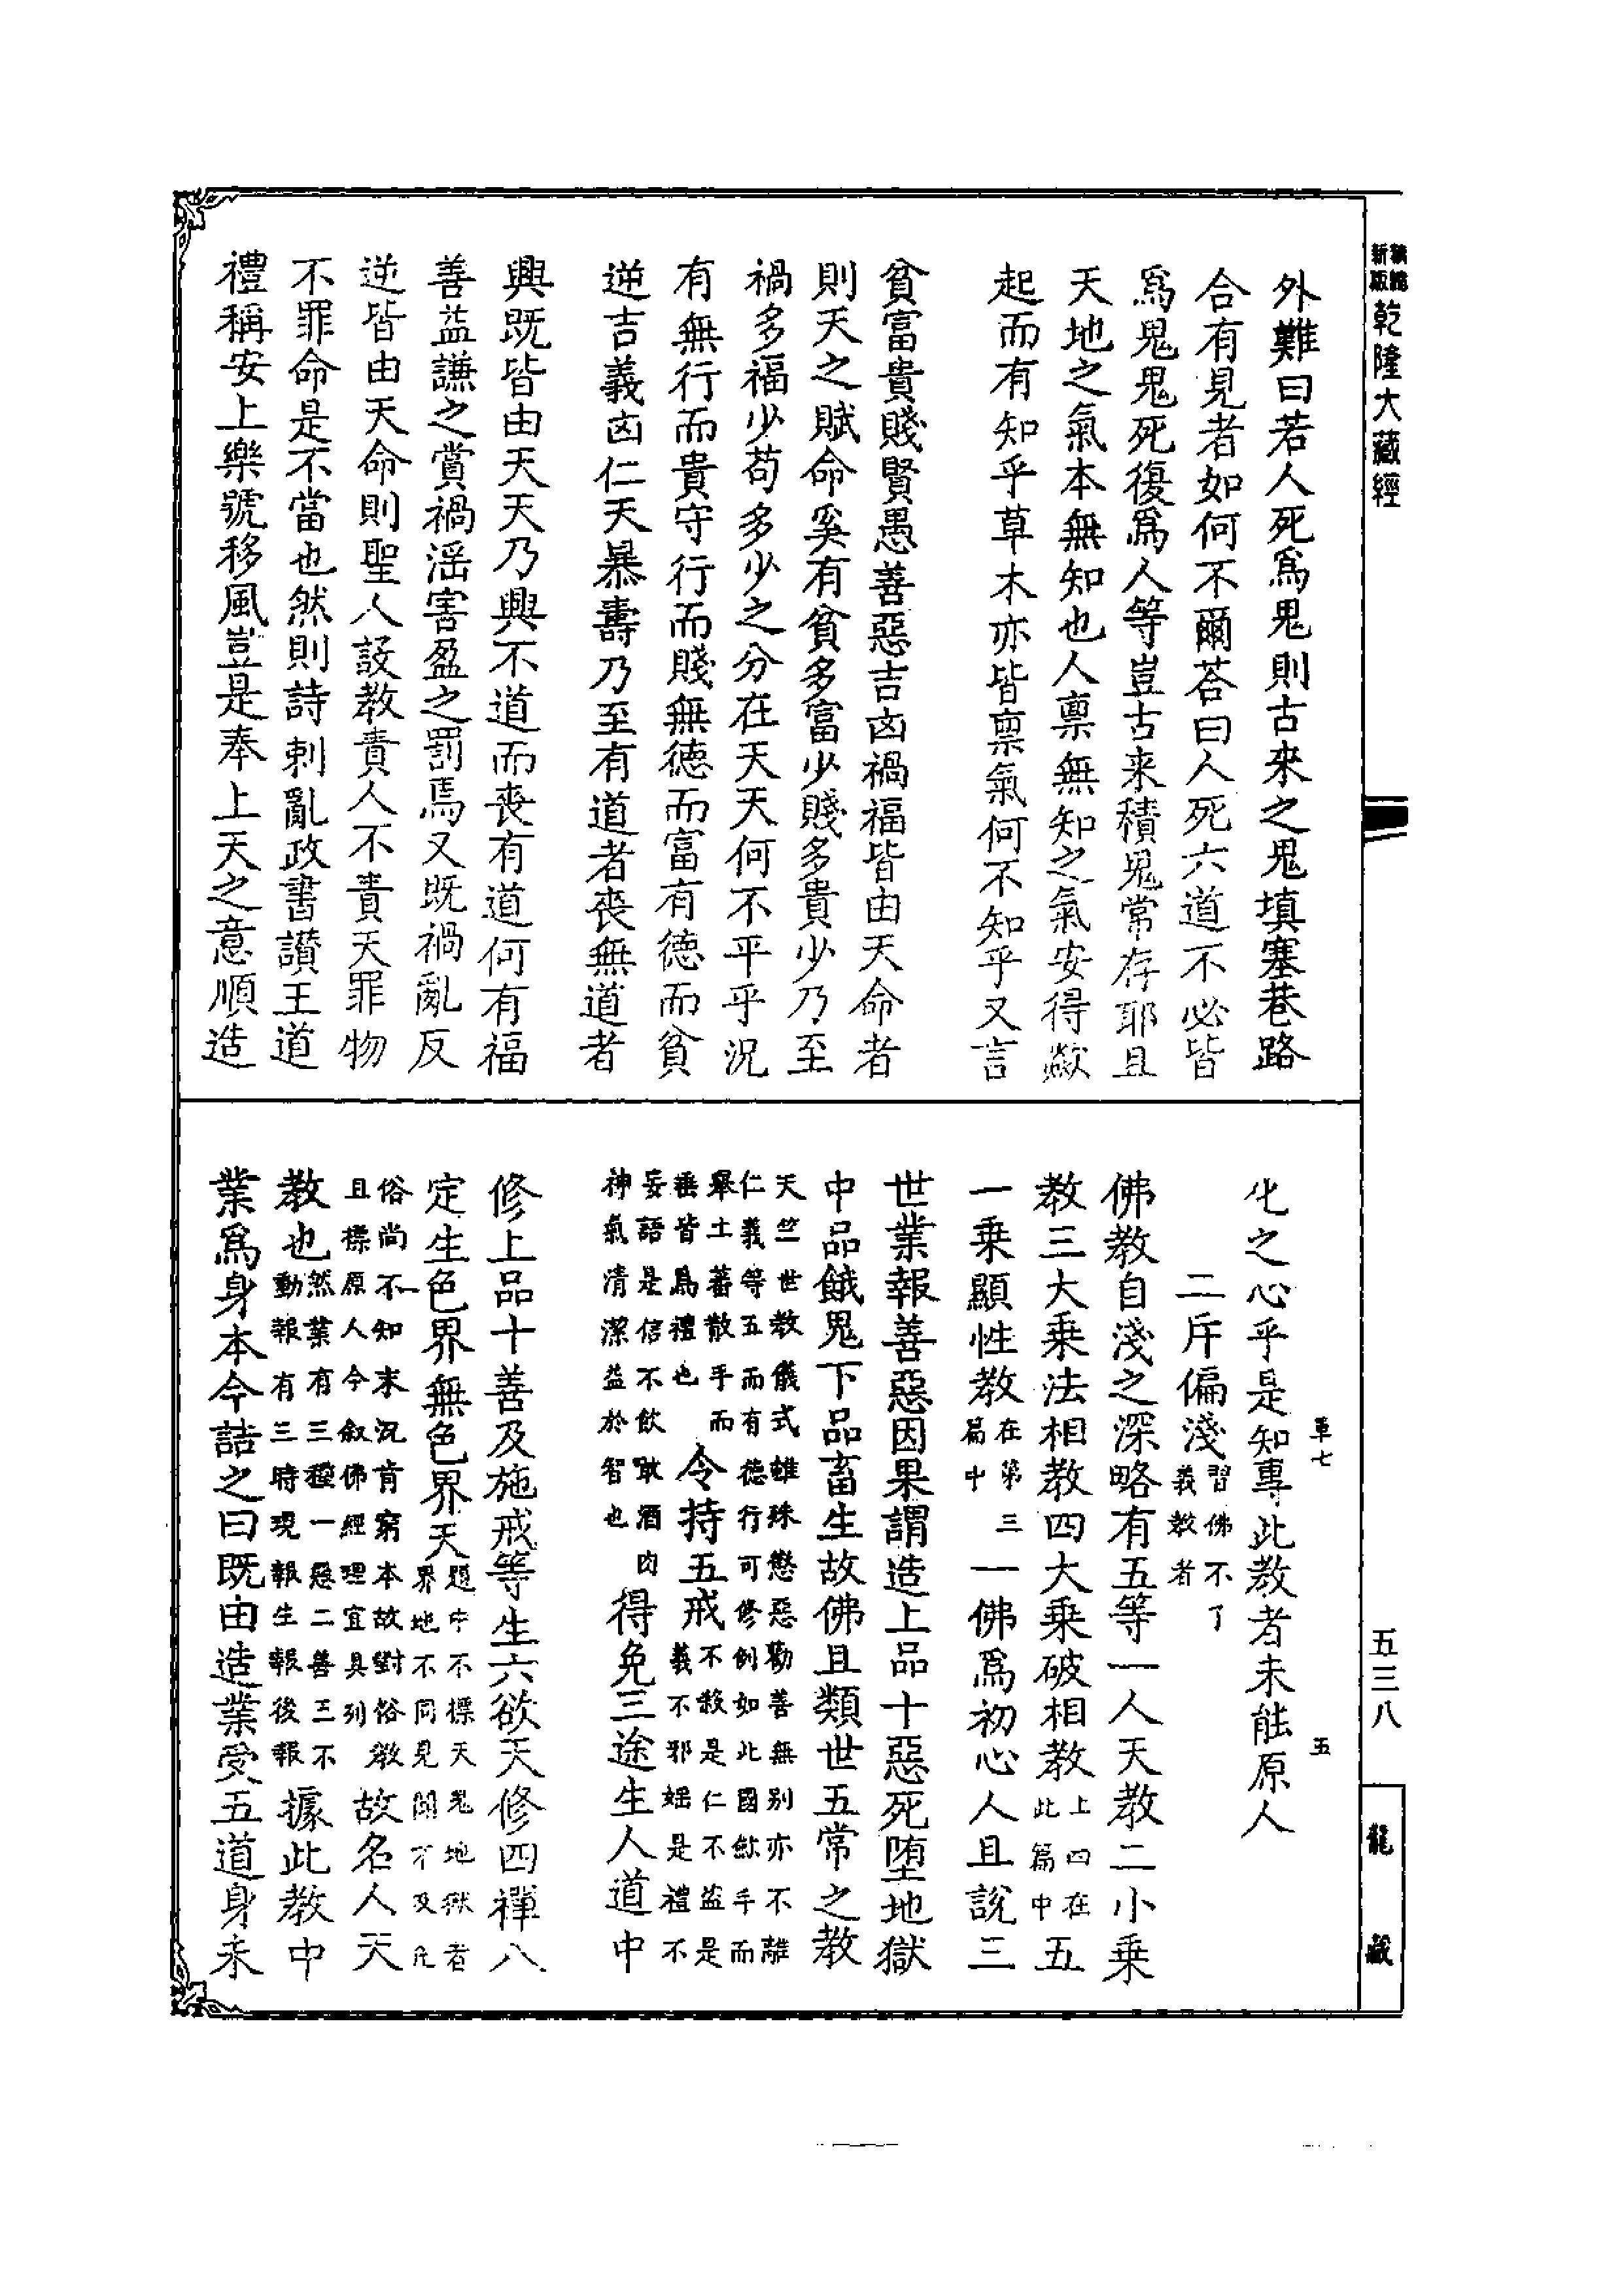 新編縮版 乾隆大藏經
外難曰若人死爲鬼則古來之鬼填塞巷路
合有見者如何不爾荅曰人死六道不必皆
爲鬼鬼死復爲人等豈古來積鬼常存耶且
天地之氣本無知也人稟無知之氣安得歘
起而有知乎草木亦皆稟氣何不知乎又言
貧富貴賤賢愚善惡吉凶禍福皆由天命者
則天之賦命奚有貧多富少賤多貴少乃至
禍多福少苟多少之分在天天何不平乎況
有無行而貴守行而賤無德而富有德而貧
逆吉義凶仁夭暴壽乃至有道者喪無道者
興既皆由天天乃興不道而喪有道何有福
善益謙之賞禍淫害盈之罰焉又既禍亂反
逆皆由天命則聖人設教責人不責天罪物
不罪命是不當也然則詩刺亂政書讚王道
禮稱安上樂號移風豈是奉上天之意順造
化之心乎是知專此教者未能原人
二斥偏淺習佛不了義教者
佛教自淺之深略有五等一人天教二小乘
教三大乘法相教四大乘破相教上四在此篇中五
一乘顯性教在第三篇中一佛爲初心人且說三
世業報善惡因果謂造上品十惡死墮地獄
中品餓鬼下品畜生故佛且類世五常之教
天竺世教儀式雖殊懲惡勸善無別亦不離
仁義等五而有德行可修例如此國歛手而
舉土蕃散手而垂皆爲禮也令持五戒不殺是仁不盜是義不邪婬是禮不
妄語是信不飲噉酒肉神氣清潔益於智也得免三途生人道中
修上品十善及施戒等生六欲天修四禪八
定生色界無色界天題中不標天鬼地獄者界地不同見聞不及凡
俗尚不知末況肯窮本故對俗教且標原人今敘佛經理宜具列故名人天
教也然業有三種一惡二善三不動報有三時現報生報後報據此教中
業爲身本今詰之曰既由造業受五道身未
草七
五
五三八
龍藏